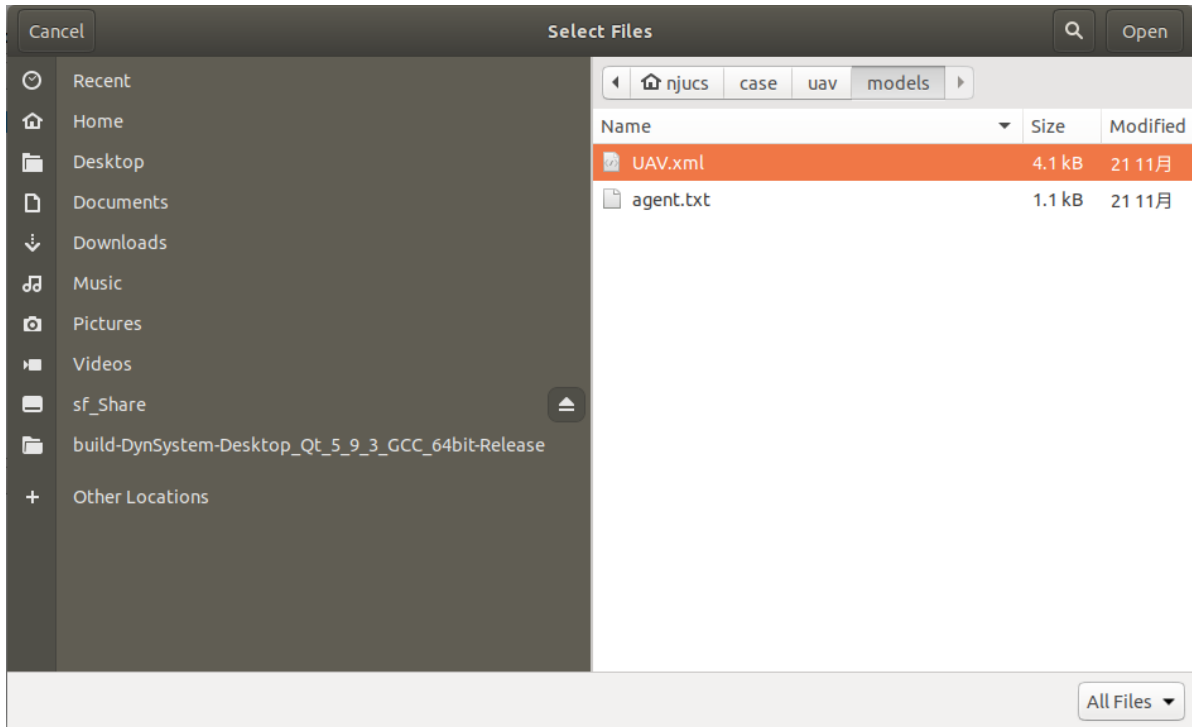 Cancel Select Files Open
Recent
Home
Desktop
Documents
Downloads
Music
Pictures
Videos
sf_Share
build-DynSystem-Desktop_Qt_5_9_3_GCC_64bit-Release
Other Locations
njucs case uav models
Name Size Modified
UAV.xml 4.1 kB 21 11月
agent.txt 1.1 kB 21 11月
All Files